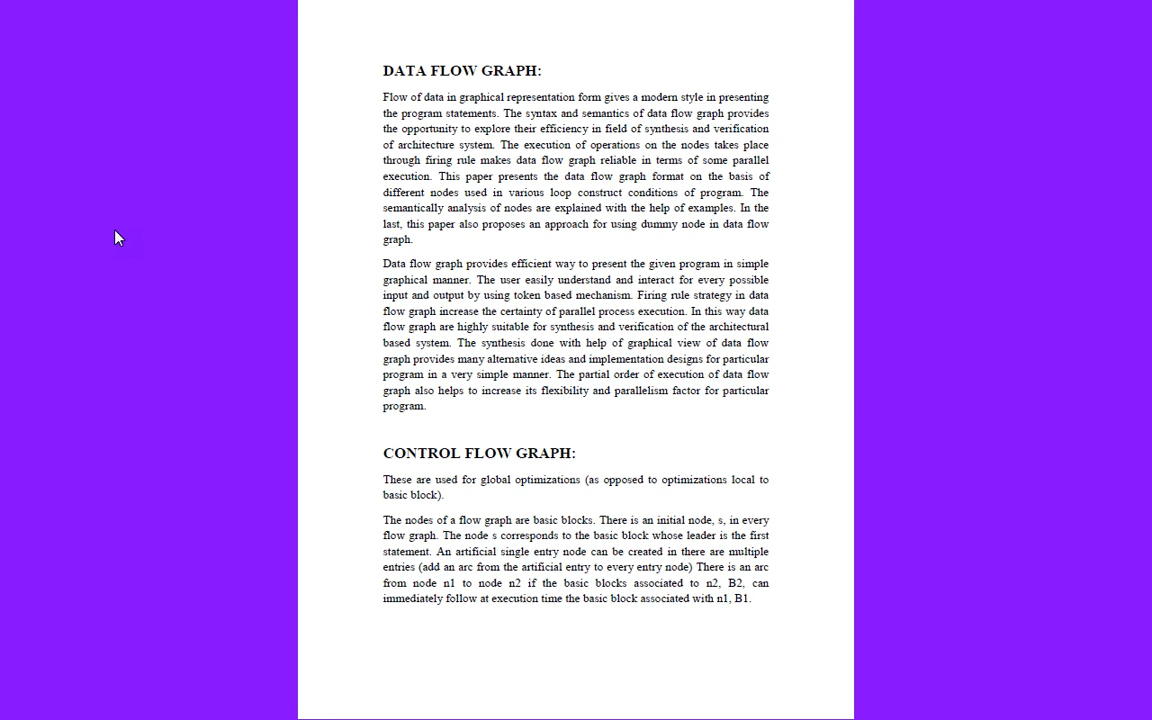 DATA FLOW GRAPH:
Flow of data in graphical representation form gives a modern style in presenting
the program statements. The syntax and semantics of data flow graph provides
the opportunity to explore their efficiency in field of synthesis and verification
of architecture system. The execution of operations on the nodes takes place
through firing rule makes data flow graph reliable in terms of some parallel
execution. This paper presents the data flow graph format on the basis of
different nodes used in various loop construct conditions of program. The
semantically analysis of nodes are explained with the help of examples. In the
last, this paper also proposes an approach for using dummy node in data flow
graph.
Data flow graph provides efficient way to present the given program in simple
graphical manner. The user easily understand and interact for every possible
input and output by using token based mechanism. Firing rule strategy in data
flow graph increase the certainty of parallel process execution. In this way data
flow graph are highly suitable for synthesis and verification of the architectural
based system. The synthesis done with help of graphical view of data flow
graph provides many alternative ideas and implementation designs for particular
program in a very simple manner. The partial order of execution of data flow
graph also helps to increase its flexibility and parallelism factor for particular
program.
CONTROL FLOW GRAPH:
These are used for global optimizations (as opposed to optimizations local to
basic block).
The nodes of a flow graph are basic blocks. There is an initial node, s, in every
flow graph. The node s corresponds to the basic block whose leader is the first
statement. An artificial single entry node can be created in there are multiple
entries (add an arc from the artificial entry to every entry node) There is an arc
from node n1 to node n2 if the basic blocks associated to n2, B2, can
immediately follow at execution time the basic block associated with n1, B1.